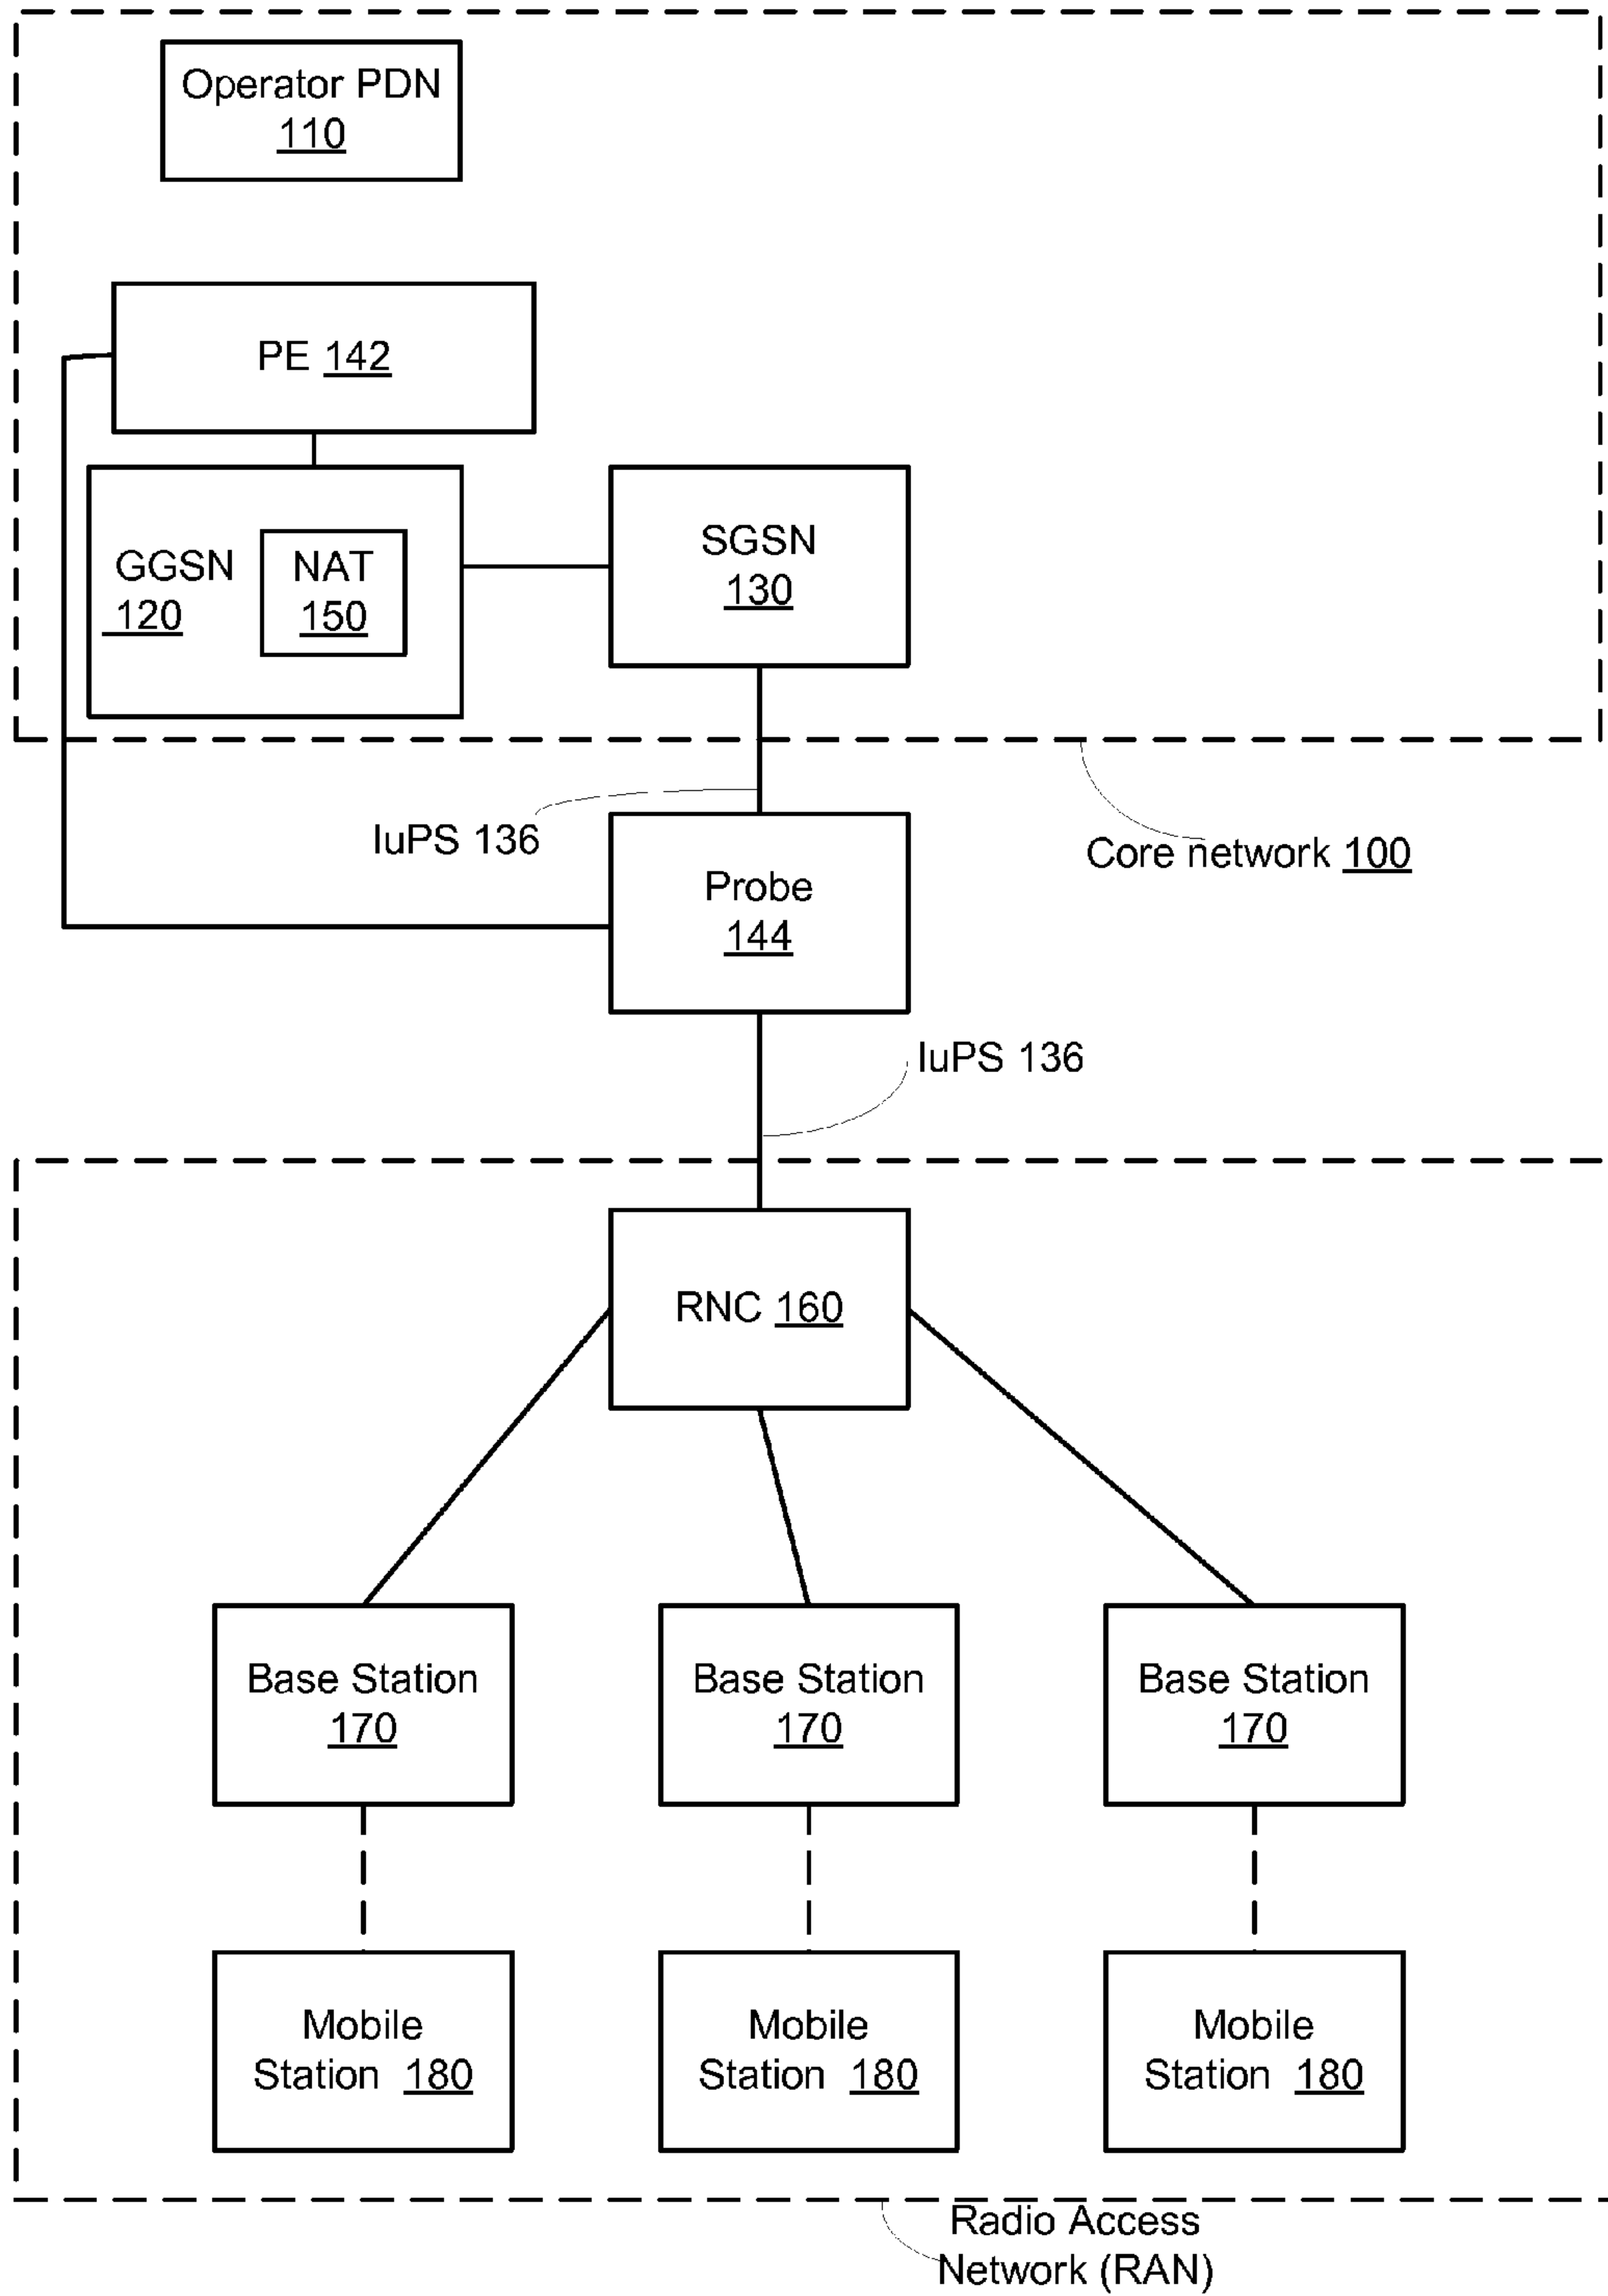 Operator PDN
110
PE 142
GGSN
120
NAT
150
SGSN
130
IuPS 136
Core network 100
Probe
144
IuPS 136
RNC 160
Base Station
170
Base Station
170
Base Station
170
Mobile
Station 180
Mobile
Station 180
Mobile
Station 180
Radio Access
Network (RAN)